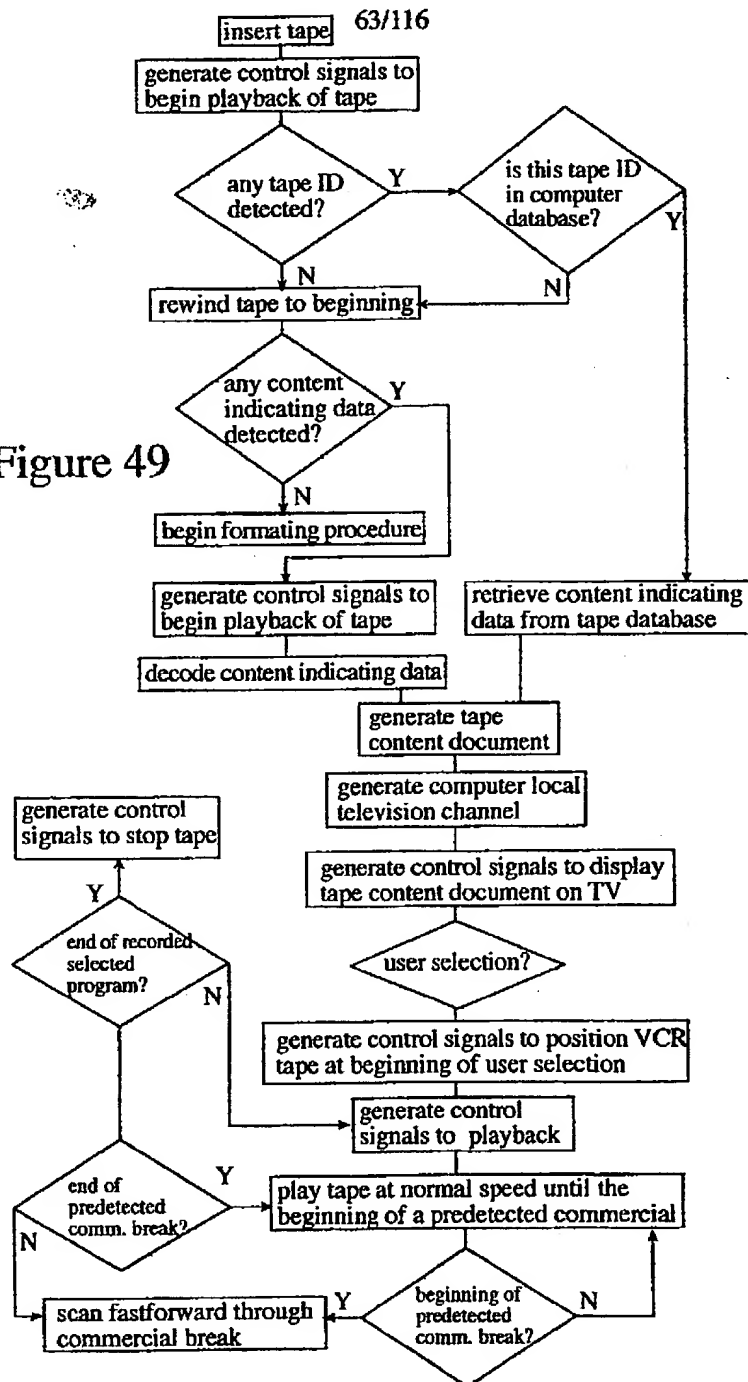 63/116
insert tape
generate control signals to
begin playback of tape
any tape ID
detected?
Y
is this tape ID
in computer
database?
Y
N
N
rewind tape to beginning
any content
indicating data
detected?
Y
Figure 49
N
begin formating procedure
generate control signals to
begin playback of tape
retrieve content indicating
data from tape database
decode content indicating data
generate tape
content document
generate computer local
television channel
generate control
signals to stop tape
generate control signals to display
tape content document on TV
Y
end of recorded
selected
program?
N
user selection?
generate control signals to position VCR
tape at beginning of user selection
generate control
signals to playback
end of
predetected
comm. break?
Y
N
play tape at normal speed until the
beginning of a predetected commercial
scan fastforward through
commercial break
Y
beginning of
predetected
comm. break?
N